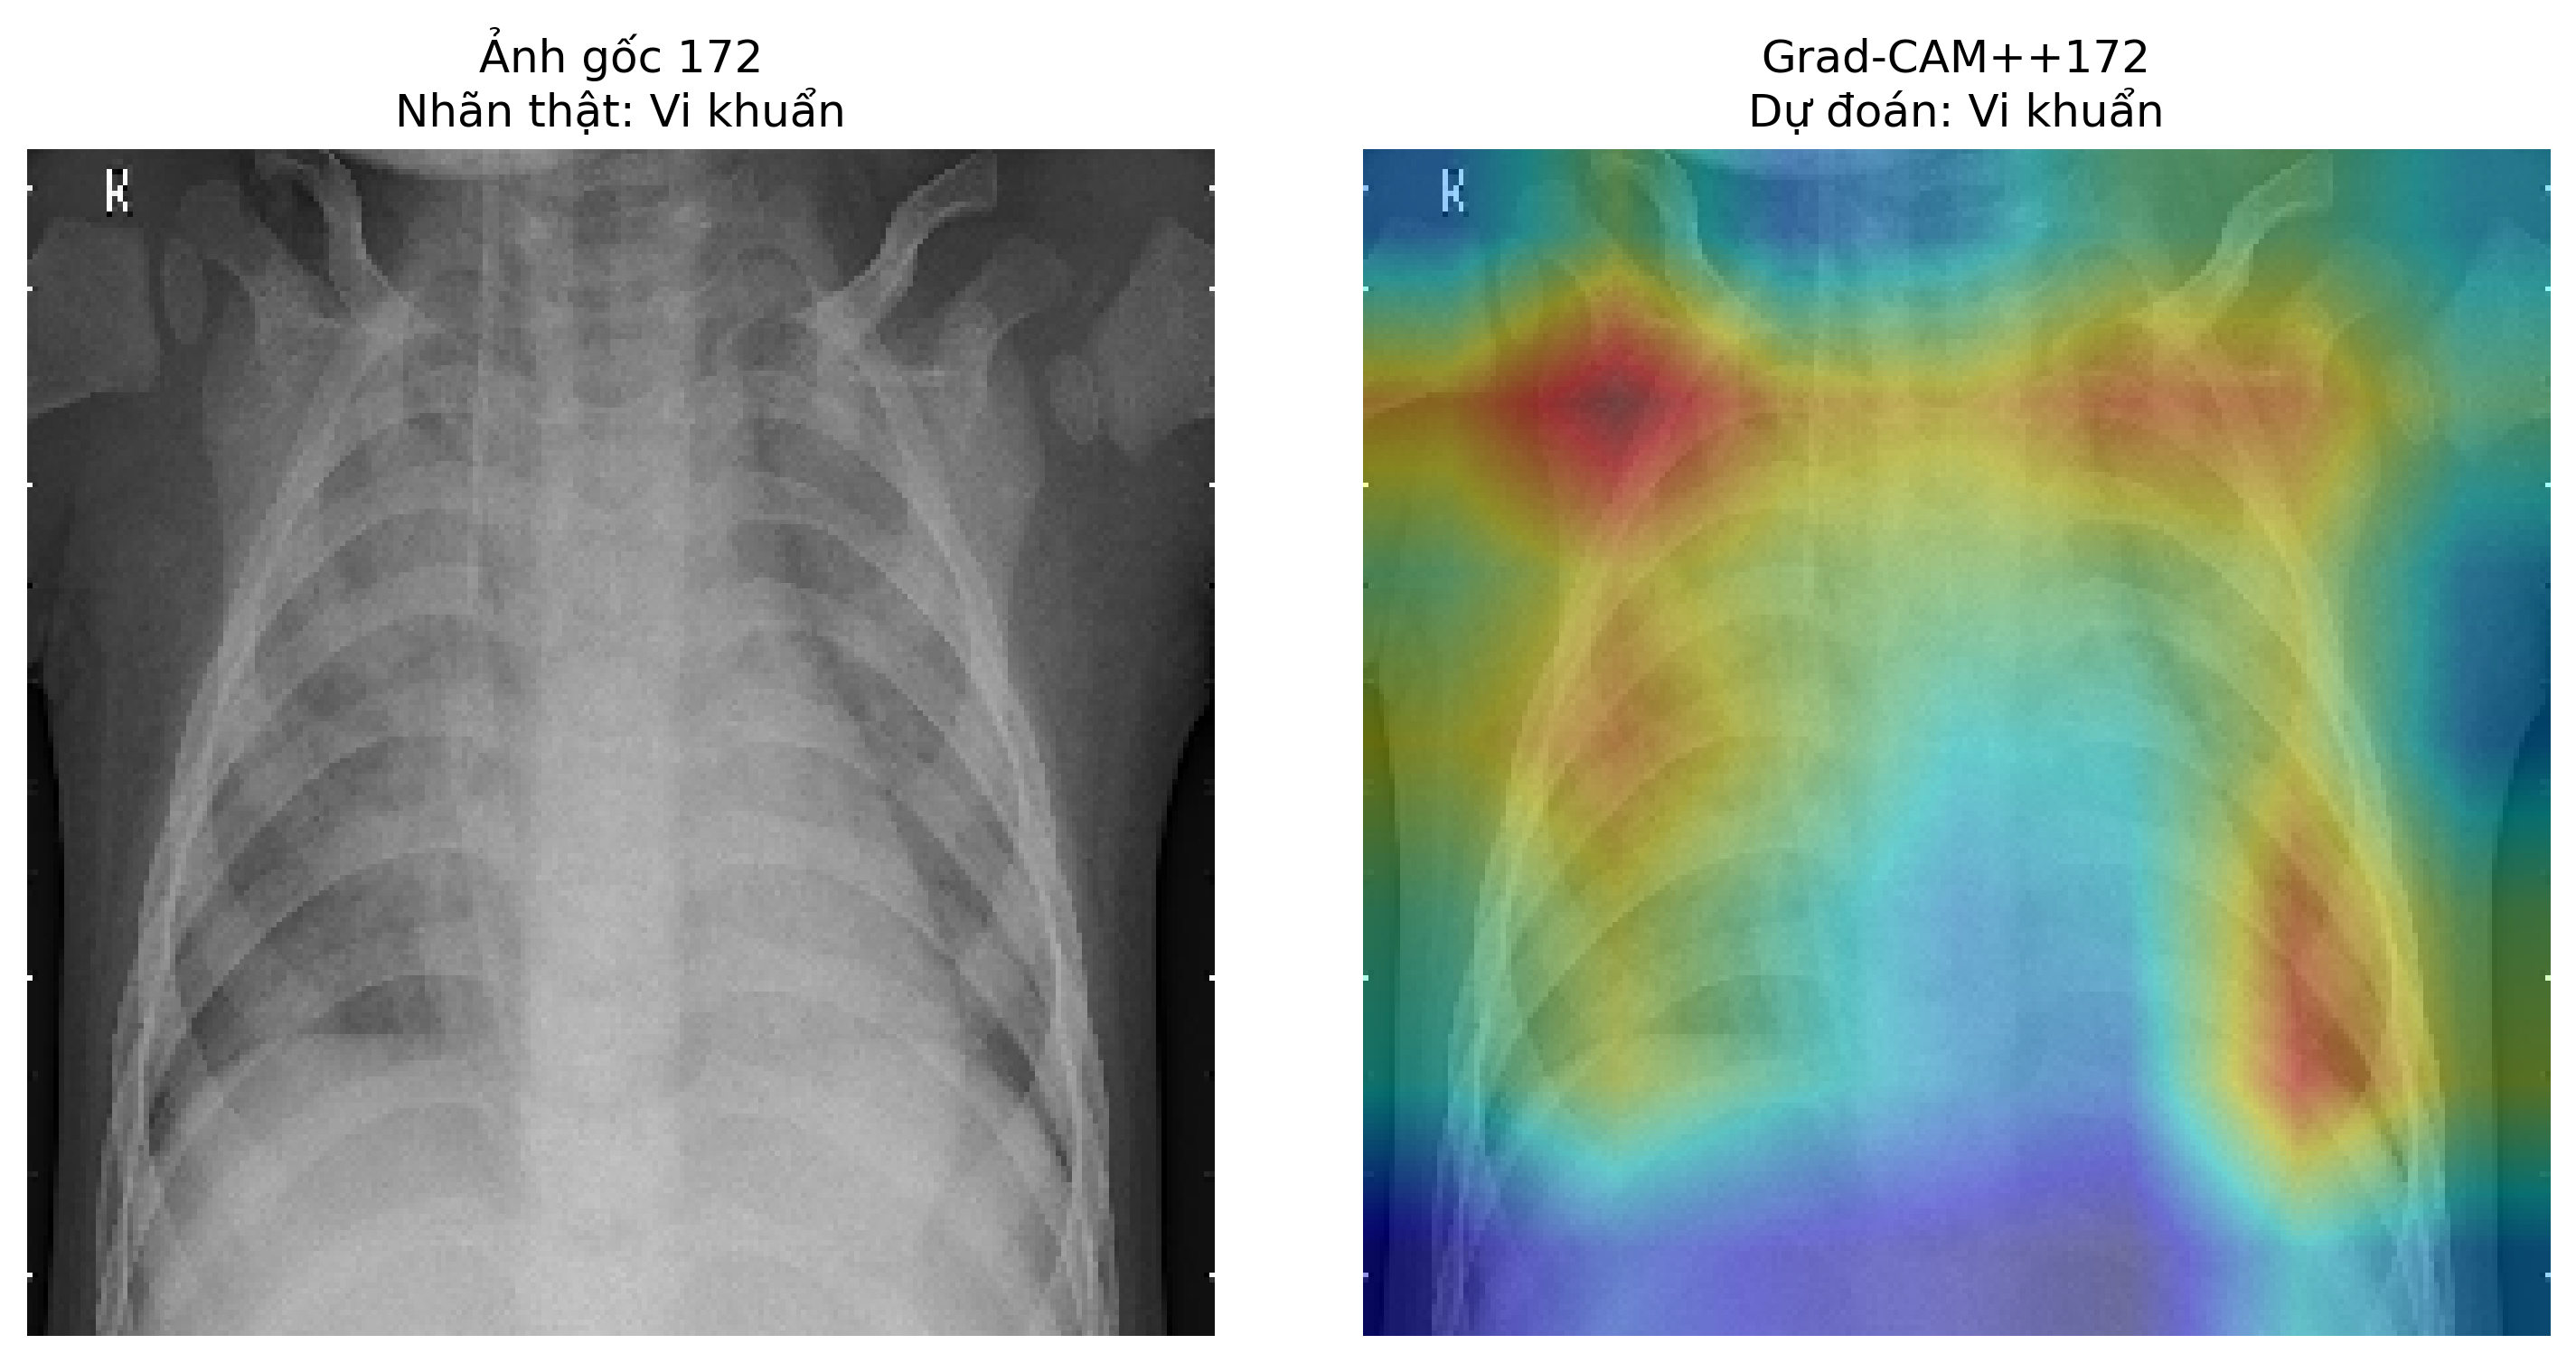 Ảnh gốc 172
Nhãn thật: Vi khuẩn
Grad-CAM++172
Dự đoán: Vi khuẩn